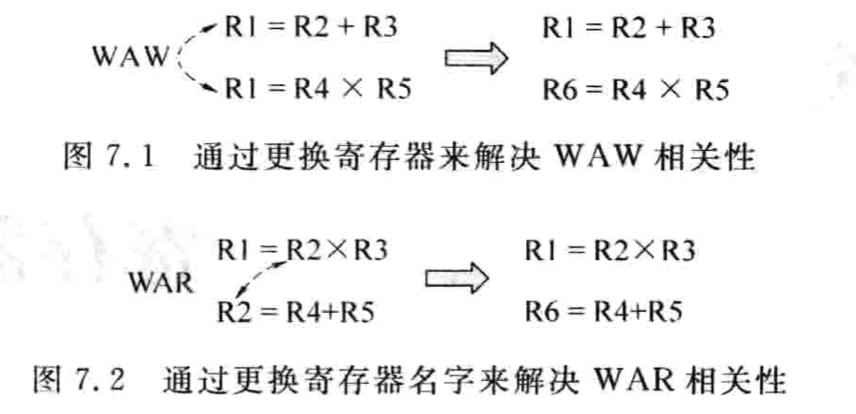 R1 = R2 + R3 R1 = R2 + R3
WAW
R1 = R4 × R5 R6 = R4 × R5
图 7.1 通过更换寄存器来解决 WAW 相关性
R1 = R2×R3 R1 = R2×R3
WAR
R2 = R4+R5 R6 = R4+R5
图 7.2 通过更换寄存器名字来解决 WAR 相关性